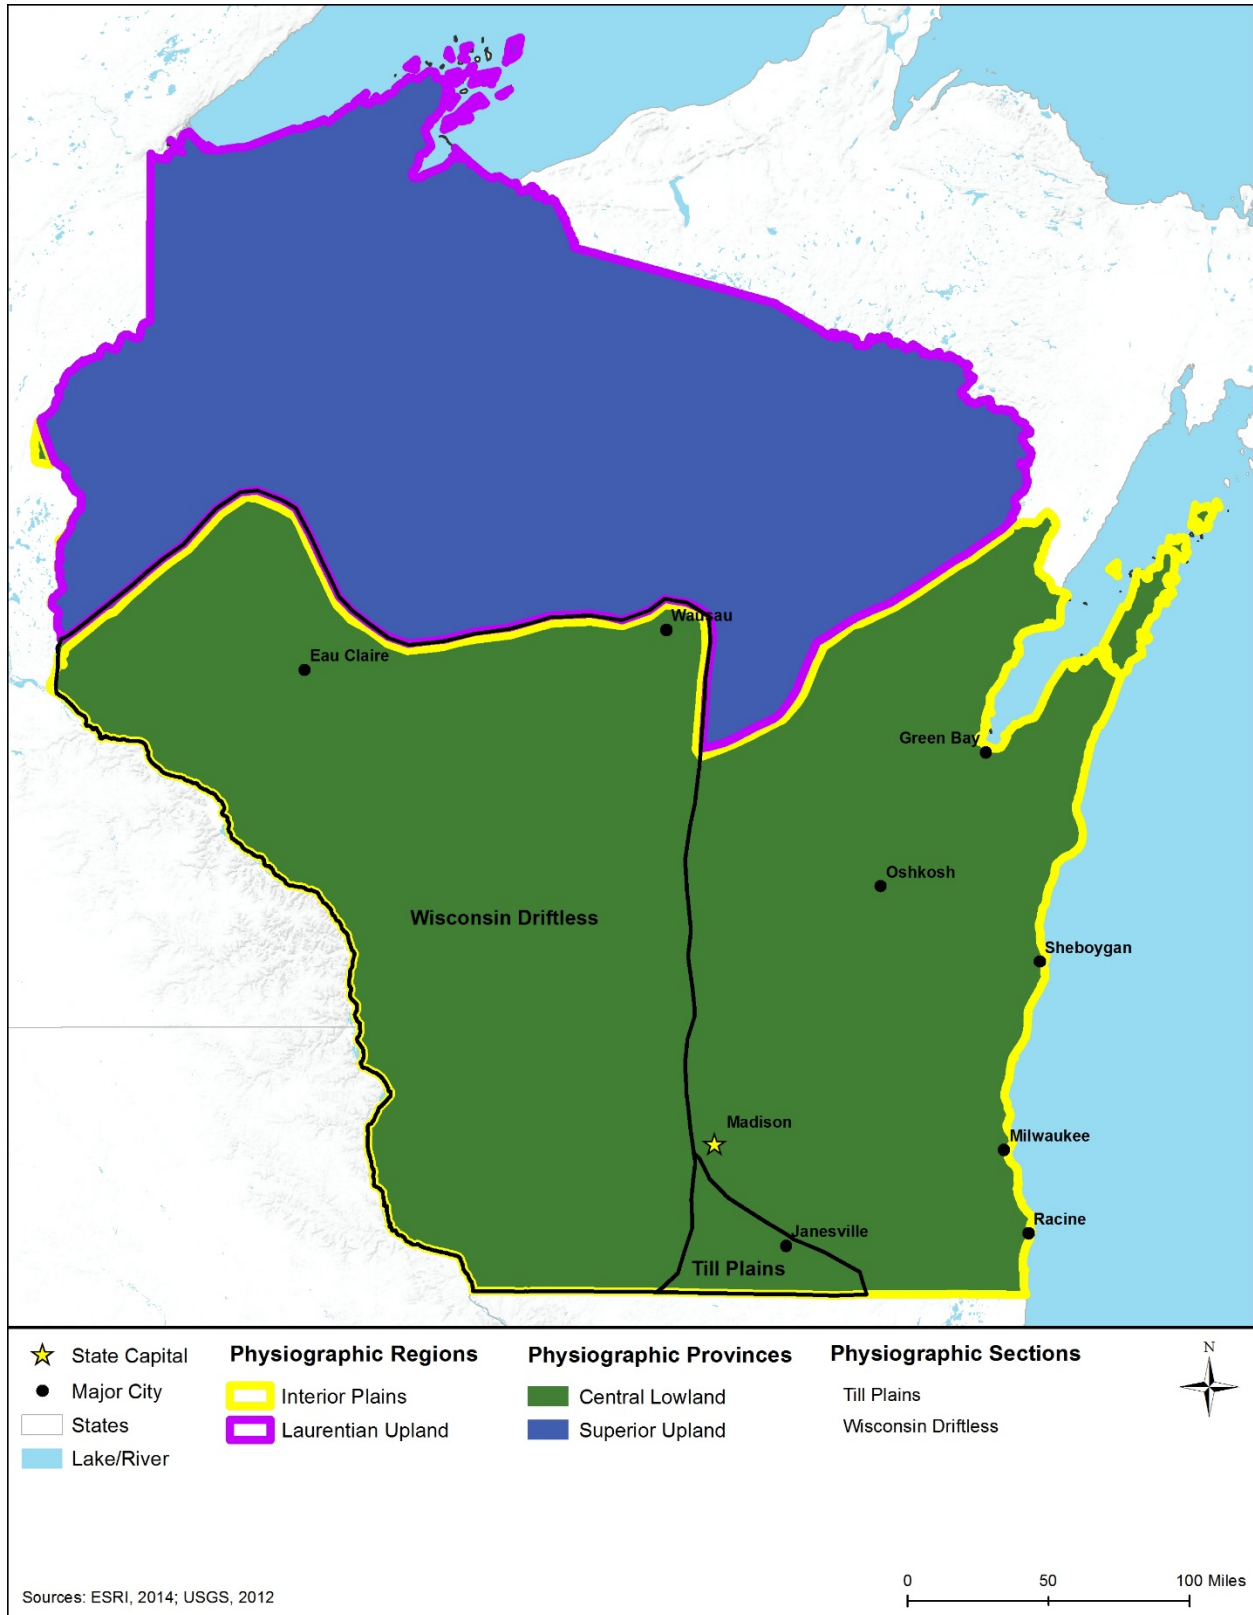 Wausau
Eau Claire
Green Bay
Oshkosh
Wisconsin Driftless
Sheboygan
Madison
Milwaukee
Racine
Janesville
Till Plains
State Capital
Major City
States
Lake/River
Physiographic Regions
Interior Plains
Laurentian Upland
Physiographic Provinces
Central Lowland
Superior Upland
Physiographic Sections
Till Plains
Wisconsin Driftless
N
Sources: ESRI, 2014; USGS, 2012
0 50 100 Miles